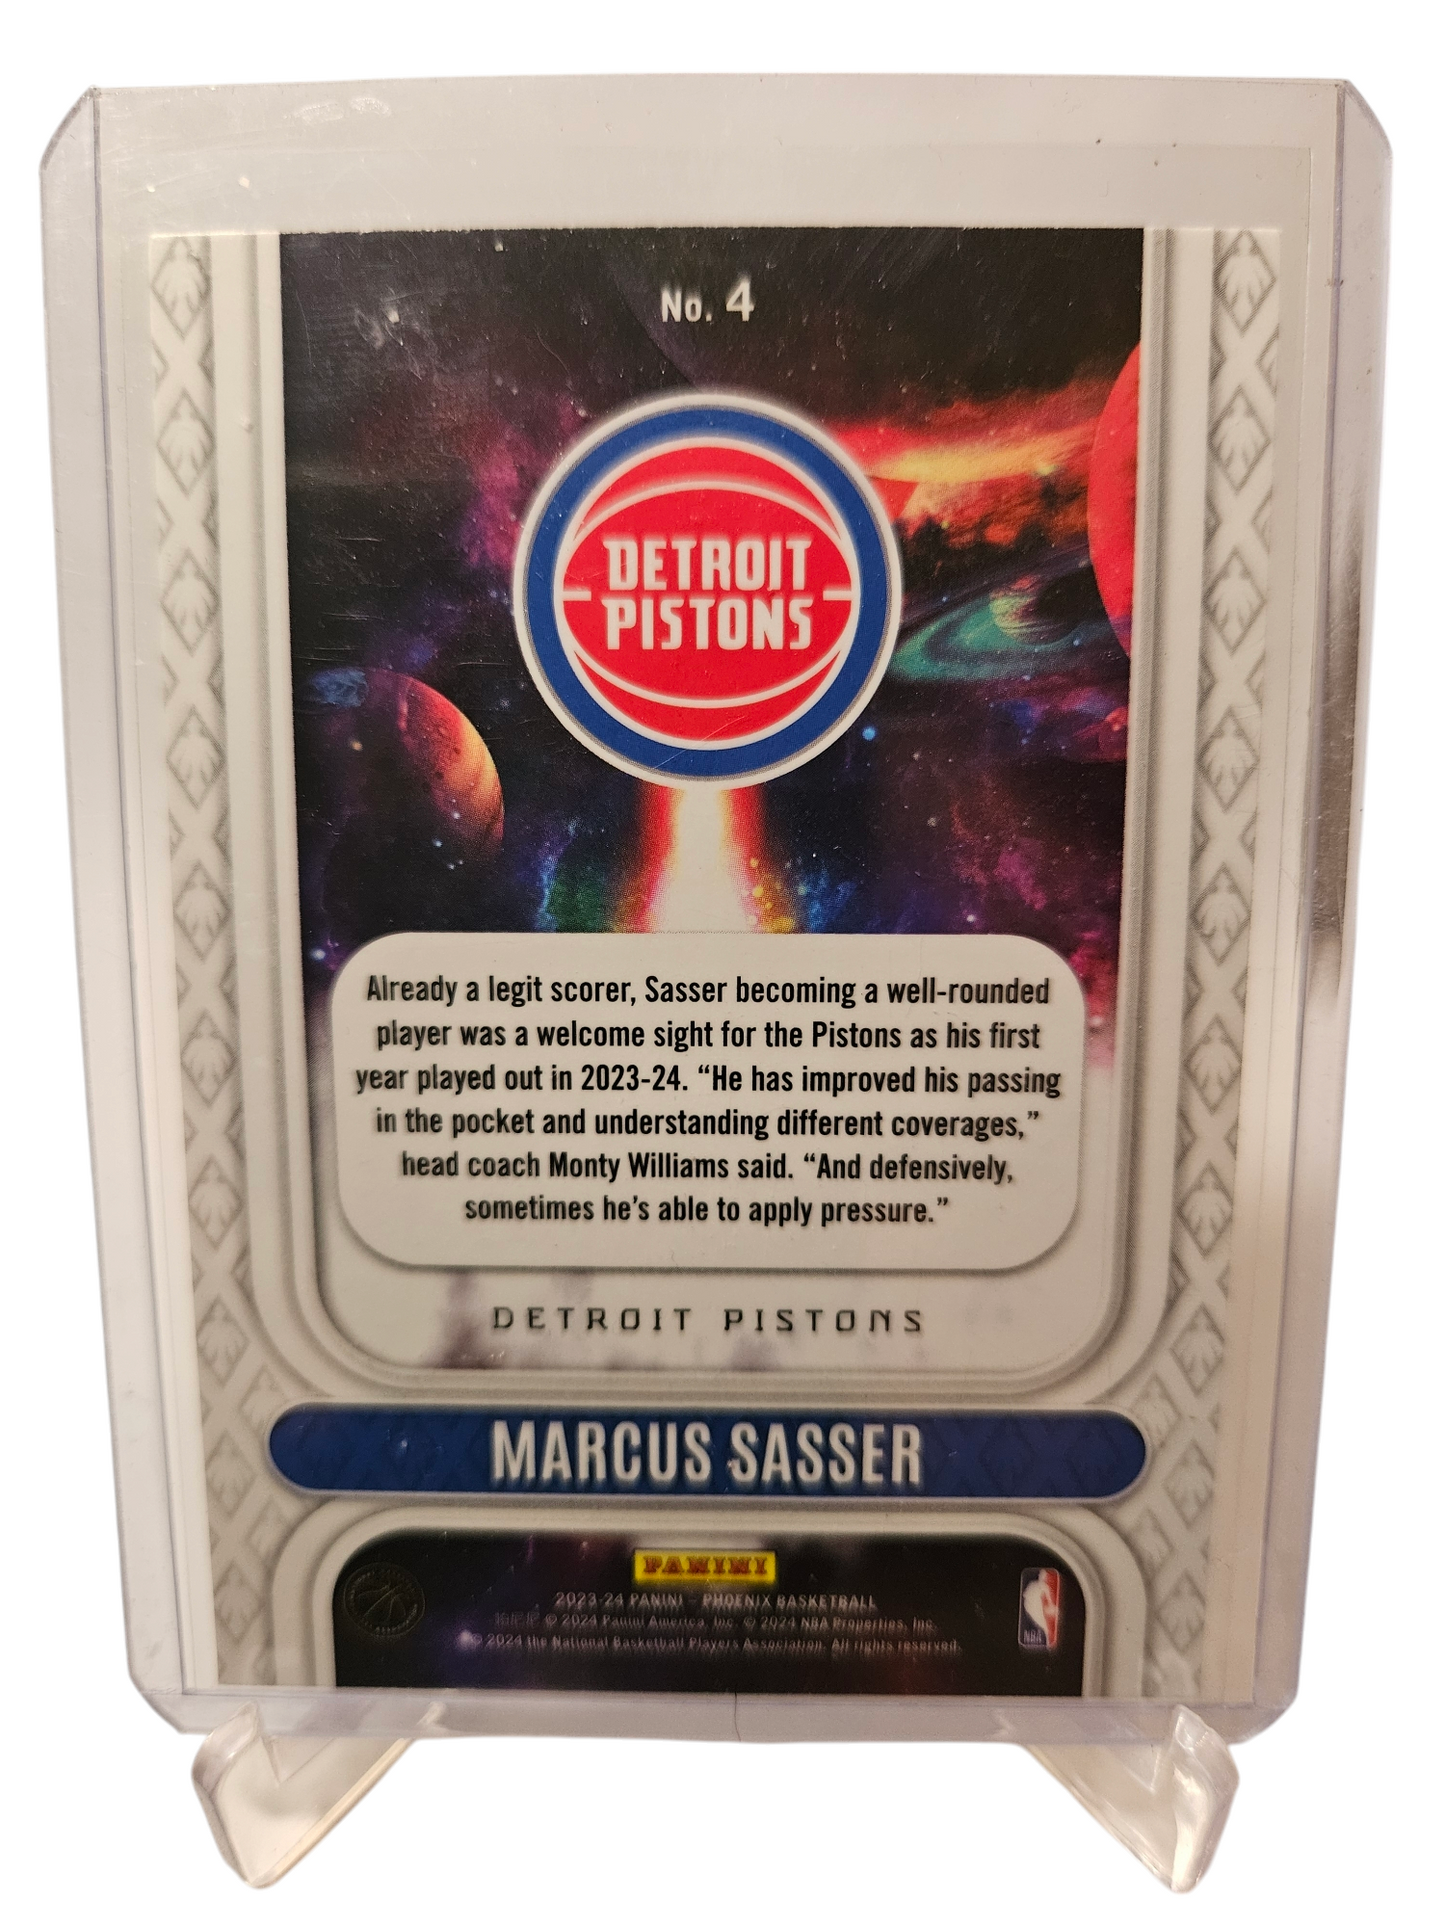 No. 4
DETROIT
PISTONS
Already a legit scorer, Sasser becoming a well-rounded
player was a welcome sight for the Pistons as his first
year played out in 2023-24. “He has improved his passing
in the pocket and understanding different coverages,”
head coach Monty Williams said. “And defensively,
sometimes he’s able to apply pressure.”
DETROIT PISTONS
MARCUS SASSER
PANINI
2023-24 PANINI – PHOENIX BASKETBALL
© 2024 Panini America, Inc. © 2024 NBA Properties, Inc.
© 2024 the National Basketball Players Association. All rights reserved.
NBA